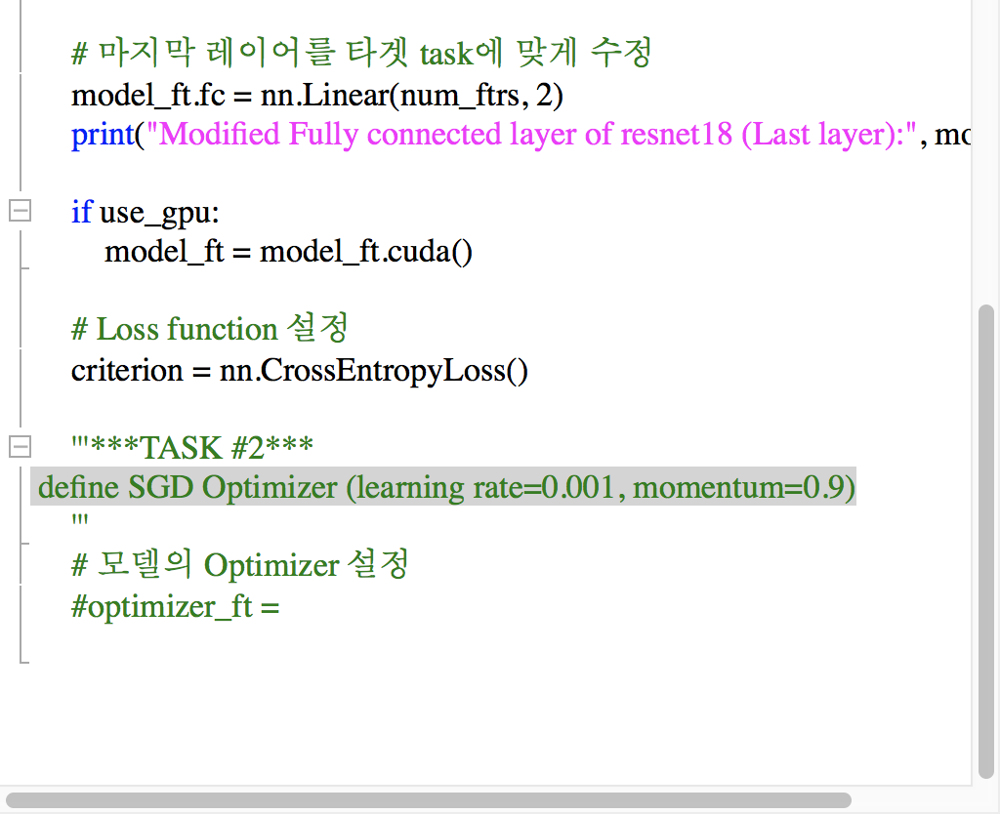 # 마지막 레이어를 타겟 task에 맞게 수정
model_ft.fc = nn.Linear(num_ftrs, 2)
print("Modified Fully connected layer of resnet18 (Last layer):", mo
if use_gpu:
model_ft = model_ft.cuda()
# Loss function 설정
criterion = nn.CrossEntropyLoss()
'''***TASK #2***
define SGD Optimizer (learning rate=0.001, momentum=0.9)
'''
# 모델의 Optimizer 설정
#optimizer_ft =